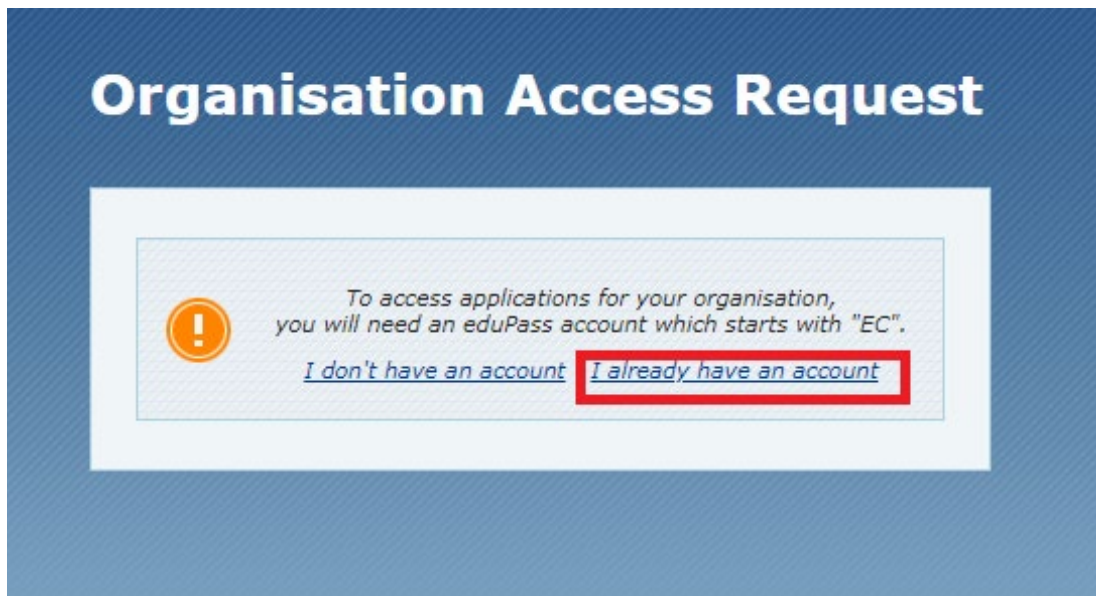 Organisation Access Request
To access applications for your organisation,
you will need an eduPass account which starts with "EC".
I don't have an account I already have an account